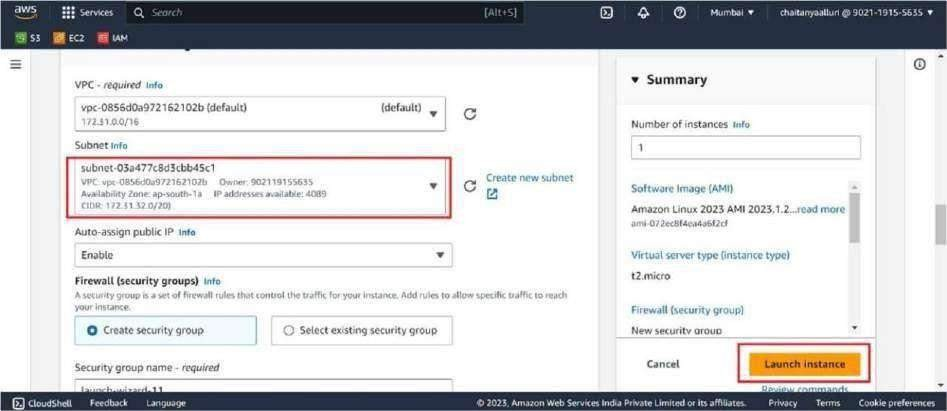 aws Services Search [Alt+S] Mumbai ▼ chaitanyaalluri @ 9021-1915-5635 ▼
S3 EC2 IAM
VPC - required Info
vpc-0856d0a972162102b (default) (default)
172.31.0.0/16
Subnet Info
subnet-03a477c8d3cbb45c1
VPC: vpc-0856d0a972162102b Owner: 902119155635
Availability Zone: ap-south-1a IP addresses available: 4089
CIDR: 172.31.32.0/20)
Create new subnet
Auto-assign public IP Info
Enable
Firewall (security groups) Info
A security group is a set of firewall rules that control the traffic for your instance. Add rules to allow specific traffic to reach
your instance.
Create security group Select existing security group
Security group name - required
launch-wizard-11
▼ Summary
Number of instances Info
1
Software Image (AMI)
Amazon Linux 2023 AMI 2023.1.2...read more
ami-072ec8f4ea4a6f2cf
Virtual server type (instance type)
t2.micro
Firewall (security group)
New security group
Cancel Launch instance
Review commands
CloudShell Feedback Language © 2023, Amazon Web Services India Private Limited or its affiliates. Privacy Terms Cookie preferences